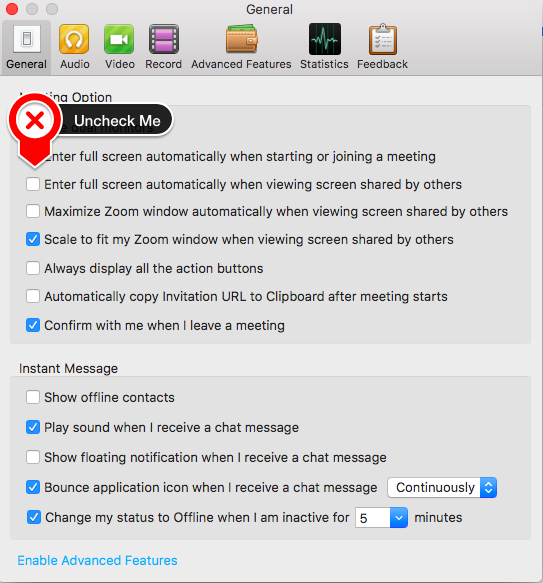 General
General Audio Video Record Advanced Features Statistics Feedback
Option
Uncheck Me
dual monitors
Enter full screen automatically when starting or joining a meeting
Enter full screen automatically when viewing screen shared by others
Maximize Zoom window automatically when viewing screen shared by others
Scale to fit my Zoom window when viewing screen shared by others
Always display all the action buttons
Automatically copy Invitation URL to Clipboard after meeting starts
Confirm with me when I leave a meeting
Instant Message
Show offline contacts
Play sound when I receive a chat message
Show floating notification when I receive a chat message
Bounce application icon when I receive a chat message Continuously
Change my status to Offline when I am inactive for 5 minutes
Enable Advanced Features